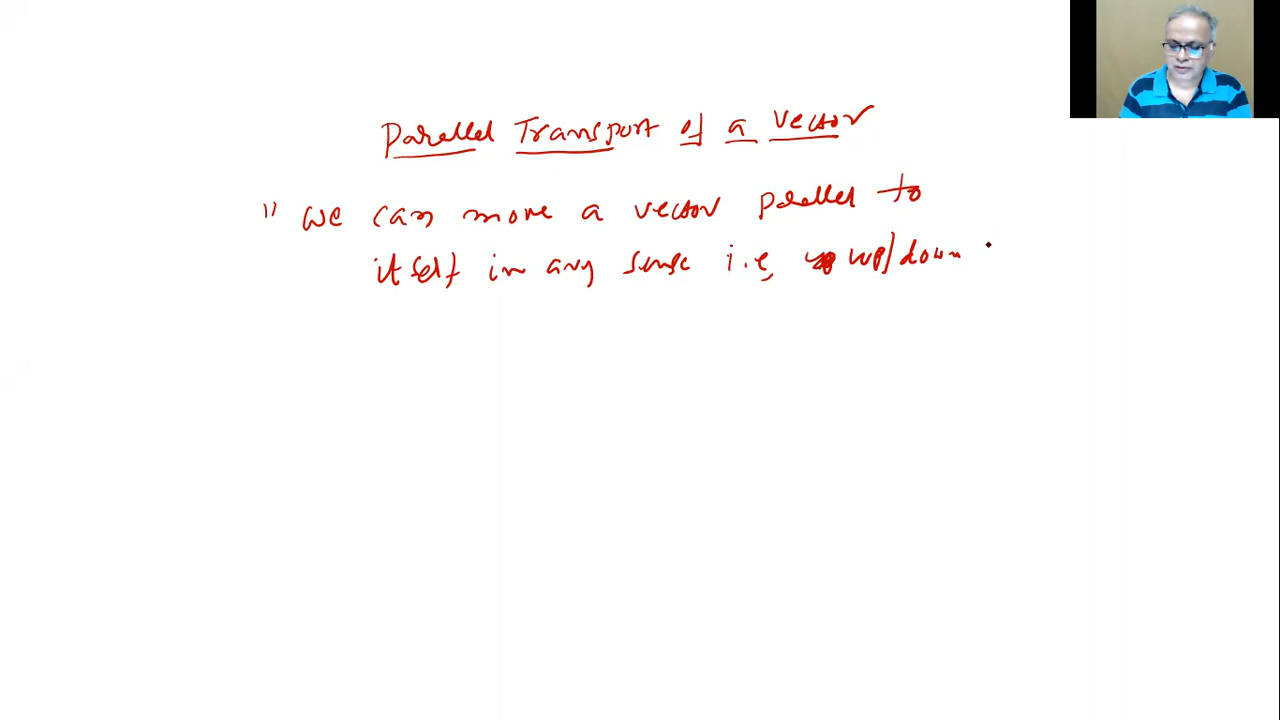 Parallel Transport of a vector
" we can move a vector parallel to
itself in any sense i.e, up/down